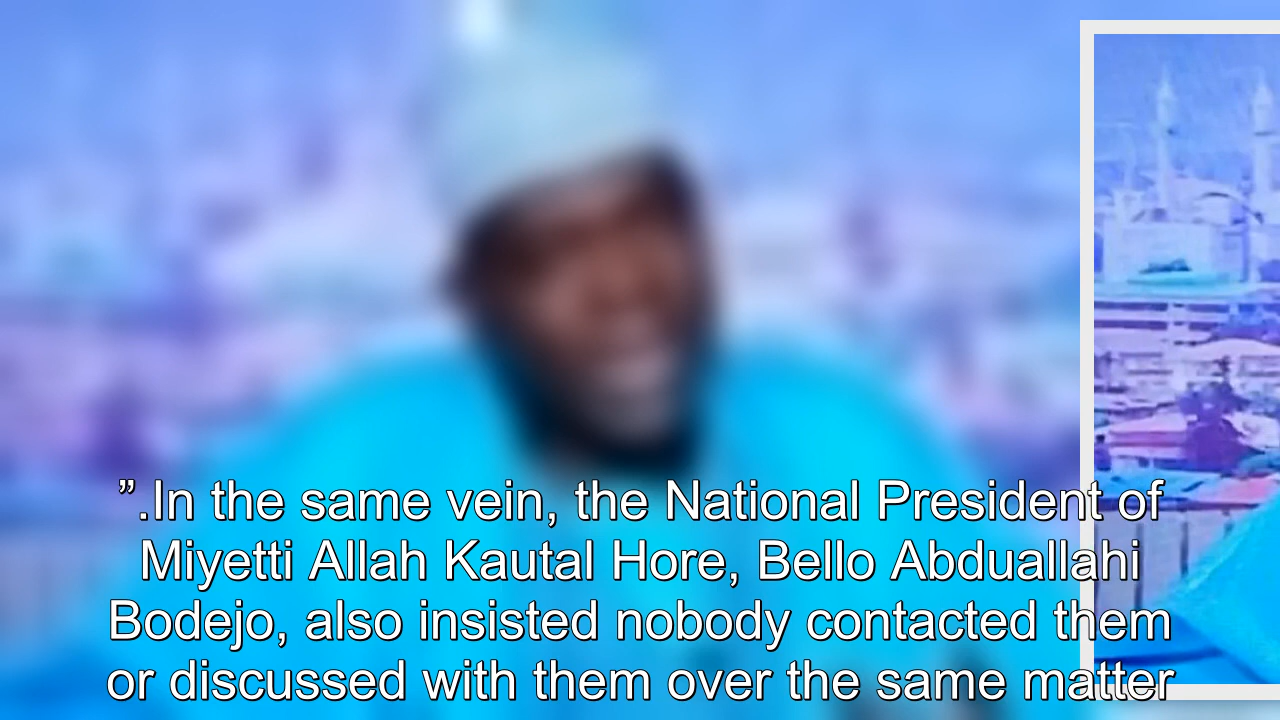 ”.In the same vein, the National President of
Miyetti Allah Kautal Hore, Bello Abduallahi
Bodejo, also insisted nobody contacted them
or discussed with them over the same matter